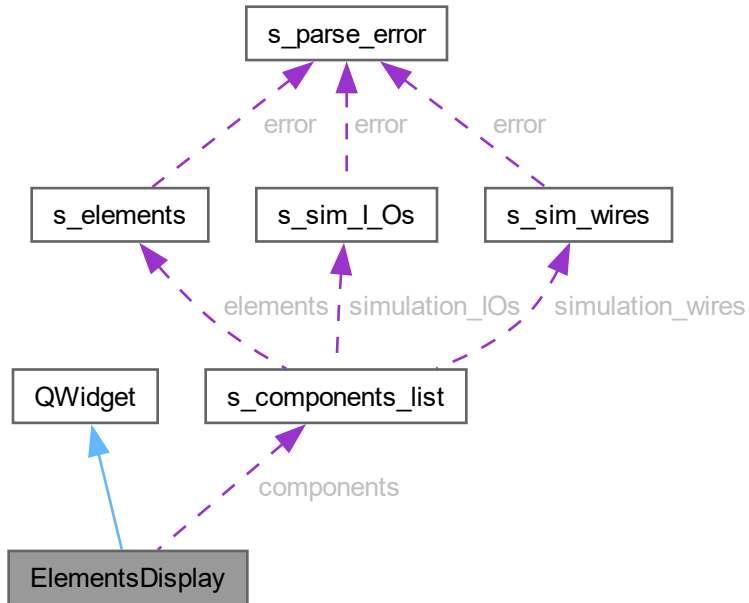 s_parse_error
error
error
error
s_elements
s_sim_I_Os
s_sim_wires
elements
simulation_IOs
simulation_wires
QWidget
s_components_list
components
ElementsDisplay